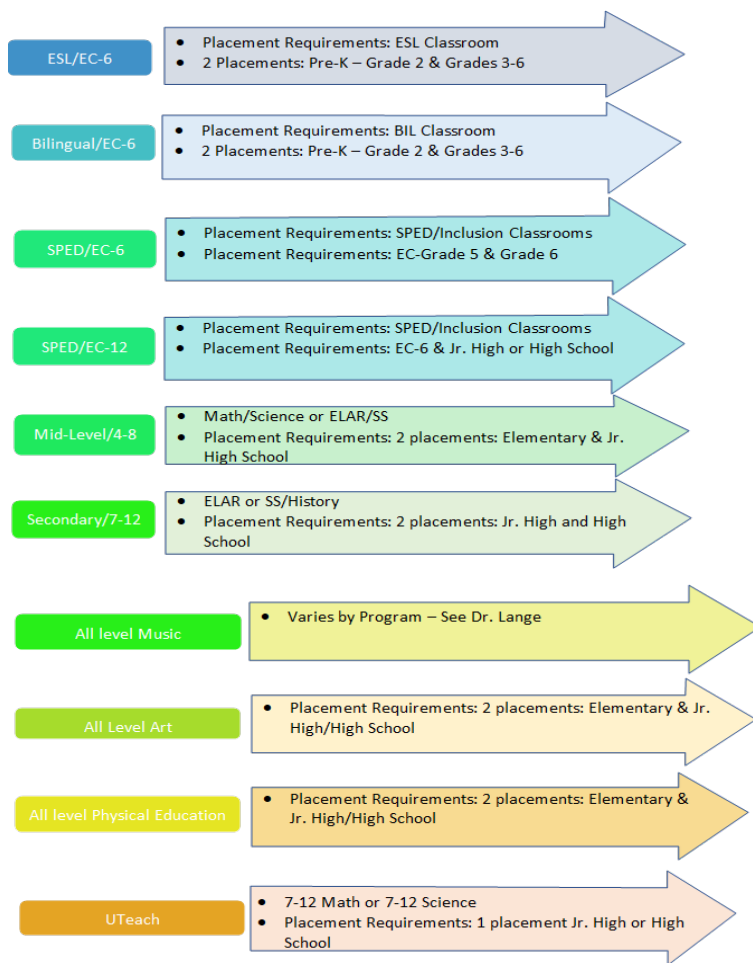 ESL/EC-6
• Placement Requirements: ESL Classroom
• 2 Placements: Pre-K – Grade 2 & Grades 3-6
Bilingual/EC-6
• Placement Requirements: BIL Classroom
• 2 Placements: Pre-K – Grade 2 & Grades 3-6
SPED/EC-6
• Placement Requirements: SPED/Inclusion Classrooms
• Placement Requirements: EC-Grade 5 & Grade 6
SPED/EC-12
• Placement Requirements: SPED/Inclusion Classrooms
• Placement Requirements: EC-6 & Jr. High or High School
Mid-Level/4-8
• Math/Science or ELAR/SS
• Placement Requirements: 2 placements: Elementary & Jr.
High School
Secondary/7-12
• ELAR or SS/History
• Placement Requirements: 2 placements: Jr. High and High
School
All level Music
• Varies by Program – See Dr. Lange
All Level Art
• Placement Requirements: 2 placements: Elementary & Jr.
High/High School
All level Physical Education
• Placement Requirements: 2 placements: Elementary &
Jr. High/High School
UTeach
• 7-12 Math or 7-12 Science
• Placement Requirements: 1 placement Jr. High or High
School